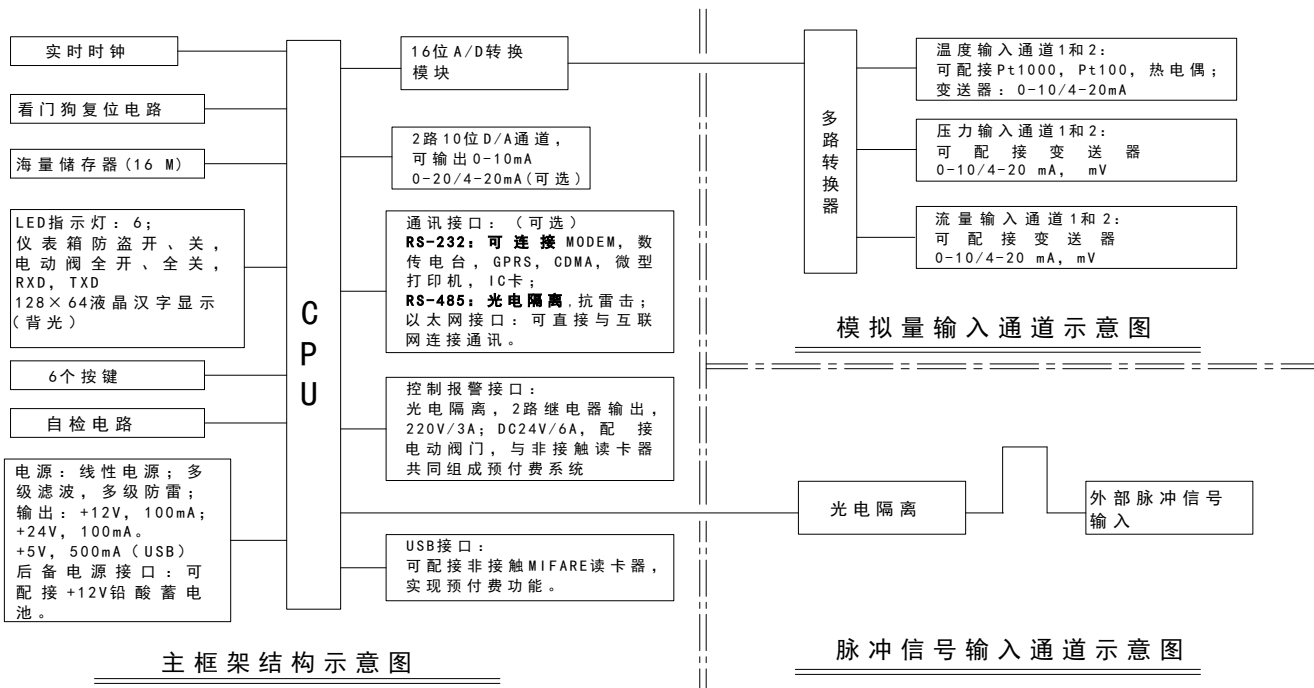 实时时钟
看门狗复位电路
海量储存器(16 M)
LED指示灯：6；
仪表箱防盗开、关，
电动阀全开、全关，
RXD，TXD
128×64液晶汉字显示
（背光）
6个按键
自检电路
电源：线性电源；多
级滤波，多级防雷；
输出：+12V，100mA；
+24V，100mA。
+5V，500mA（USB）
后备电源接口：可
配接+12V铅酸蓄电
池。
CPU
16位A/D转换
模块
2路10位D/A通道，
可输出0-10mA
0-20/4-20mA(可选)
通讯接口：（可选）
RS-232：可连接MODEM，数
传电台，GPRS，CDMA，微型
打印机，IC卡；
RS-485：光电隔离,抗雷击；
以太网接口：可直接与互联
网连接通讯。
控制报警接口：
光电隔离，2路继电器输出，
220V/3A；DC24V/6A，配接
电动阀门，与非接触读卡器
共同组成预付费系统
USB接口：
可配接非接触MIFARE读卡器，
实现预付费功能。
主框架结构示意图
多路转换器
温度输入通道1和2：
可配接Pt1000，Pt100，热电偶；
变送器：0-10/4-20mA
压力输入通道1和2：
可配接变送器
0-10/4-20 mA， mV
流量输入通道1和2：
可配接变送器
0-10/4-20 mA，mV
模拟量输入通道示意图
光电隔离
外部脉冲信号
输入
脉冲信号输入通道示意图